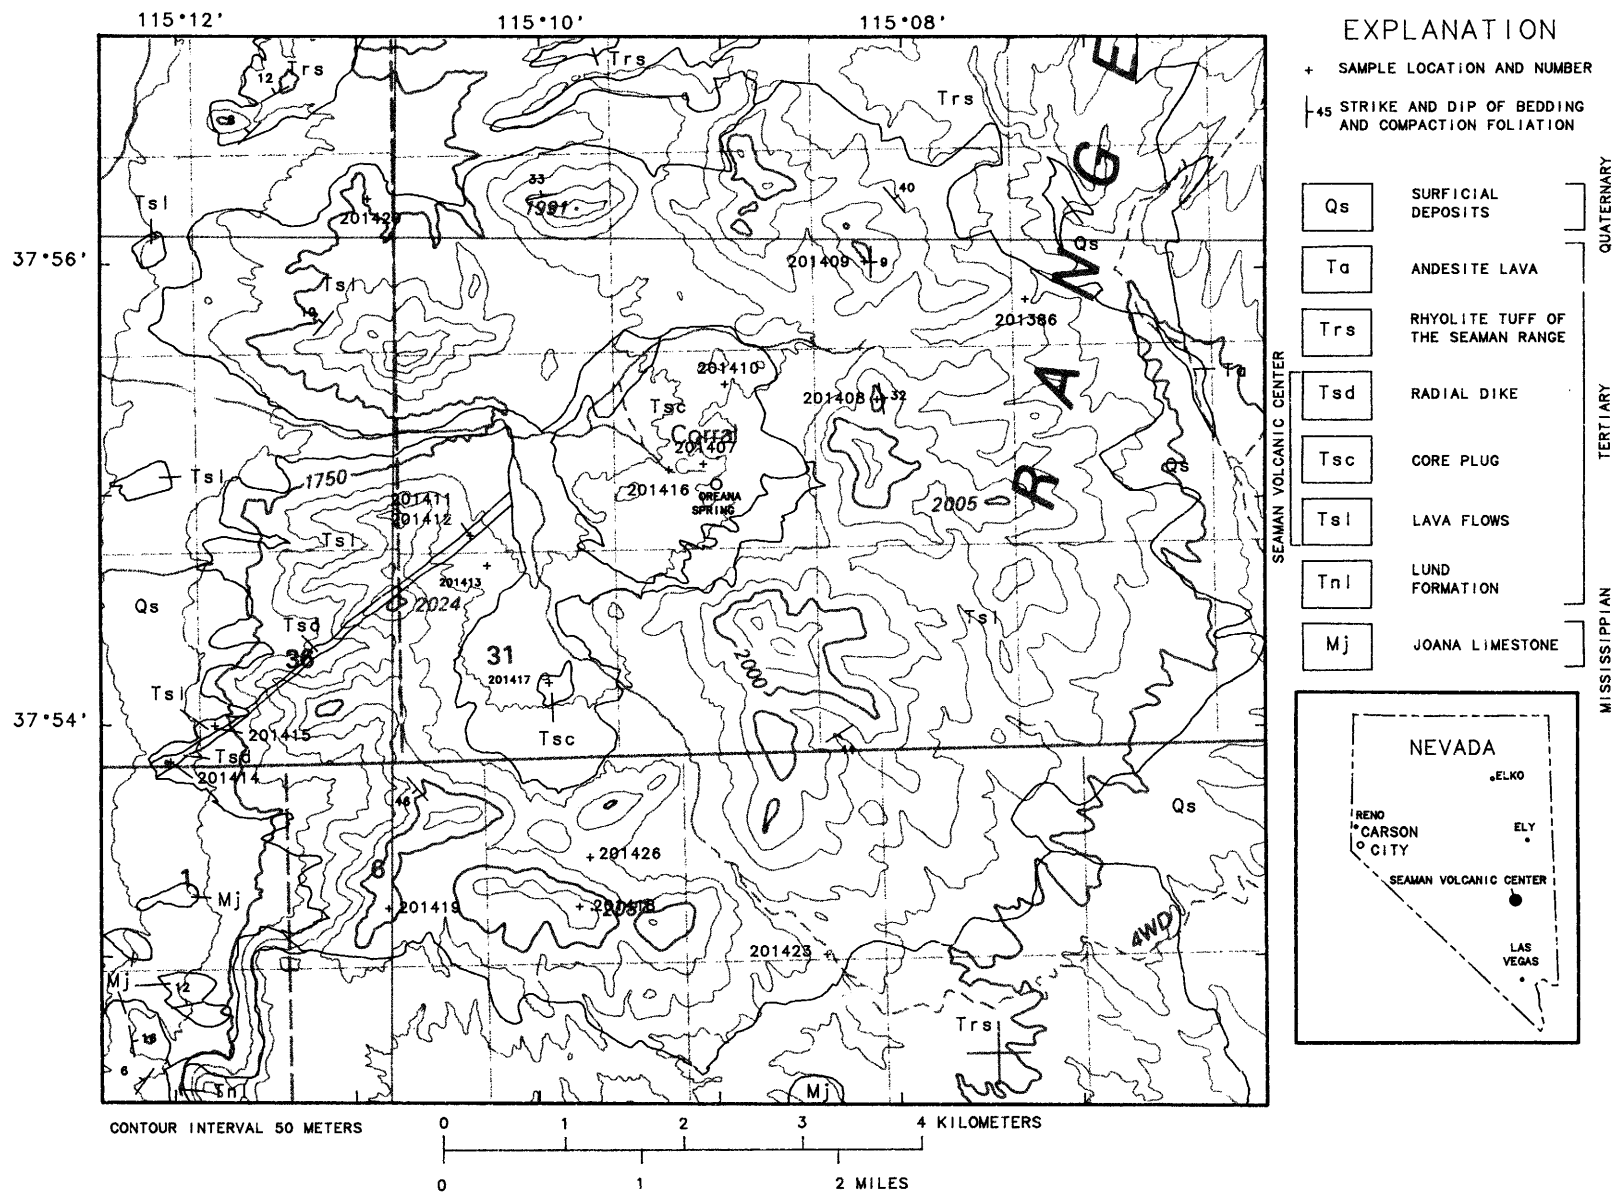 115°12' 115°10' 115°08'
EXPLANATION
+ SAMPLE LOCATION AND NUMBER
45 STRIKE AND DIP OF BEDDING
AND COMPACTION FOLIATION
Qs SURFICIAL
DEPOSITS
QUATERNARY
Ta ANDESITE LAVA
Trs RHYOLITE TUFF OF
THE SEAMAN RANGE
Tsd RADIAL DIKE
Tsc CORE PLUG
Tsl LAVA FLOWS
SEAMAN VOLCANIC CENTER
Tnl LUND
FORMATION
TERTIARY
Mj JOANA LIMESTONE
MISSISSIPPIAN
NEVADA
ELKO
RENO
CARSON
CITY
ELY
SEAMAN VOLCANIC CENTER
LAS
VEGAS
37°56'
37°54'
RANGE
12 Trs
Trs
Trs
33
1991
40
Tsl
Qs
201409 9
Tsl
201386
201410
Ta
Tsc
201408 32
Corral
201407
Qs
Tsl
1750
201416
OREANA
SPRING
2005
201411
201412
Tsl
201413
Qs
2024
Tsd
Tsl
36
31
2000
201417
Tsl
201415
Tsc
Tsd
201414
Qs
201426
6
1
Mj
201419
201418
4WD
201423
Mj
12
Trs
6
Mj
CONTOUR INTERVAL 50 METERS
0 1 2 3 4 KILOMETERS
0 1 2 MILES